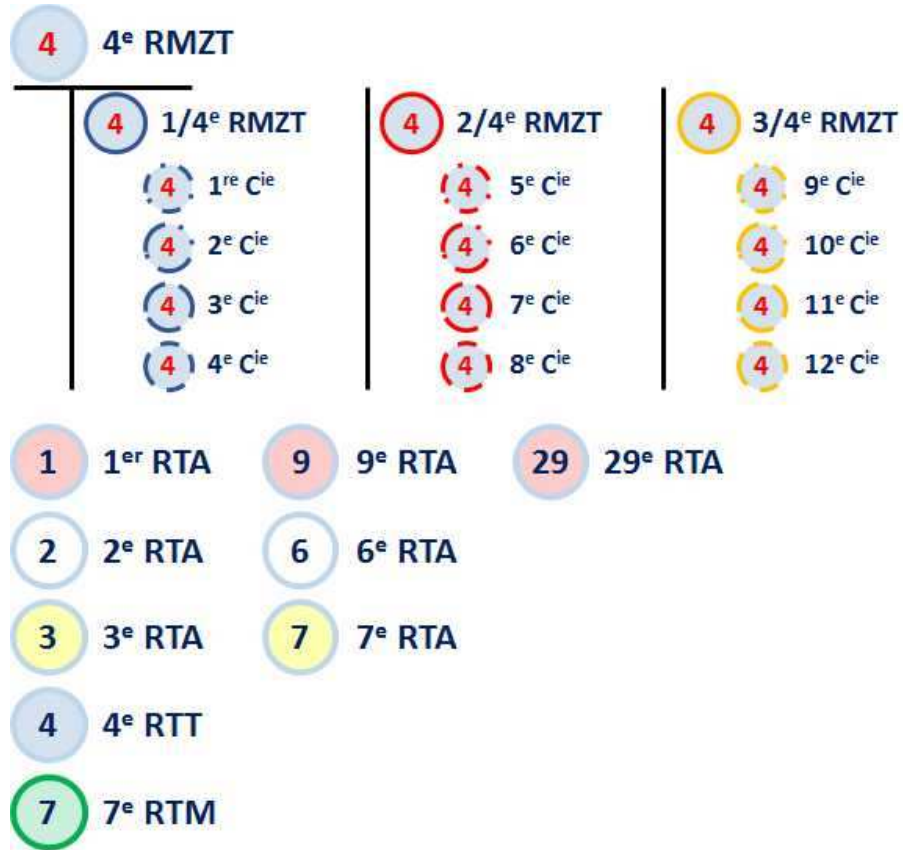 4 4ᵉ RMZT
4 1/4ᵉ RMZT 4 2/4ᵉ RMZT 4 3/4ᵉ RMZT
4 1ʳᵉ Cⁱᵉ 4 5ᵉ Cⁱᵉ 4 9ᵉ Cⁱᵉ
4 2ᵉ Cⁱᵉ 4 6ᵉ Cⁱᵉ 4 10ᵉ Cⁱᵉ
4 3ᵉ Cⁱᵉ 4 7ᵉ Cⁱᵉ 4 11ᵉ Cⁱᵉ
4 4ᵉ Cⁱᵉ 4 8ᵉ Cⁱᵉ 4 12ᵉ Cⁱᵉ
1 1ᵉʳ RTA 9 9ᵉ RTA 29 29ᵉ RTA
2 2ᵉ RTA 6 6ᵉ RTA
3 3ᵉ RTA 7 7ᵉ RTA
4 4ᵉ RTT
7 7ᵉ RTM